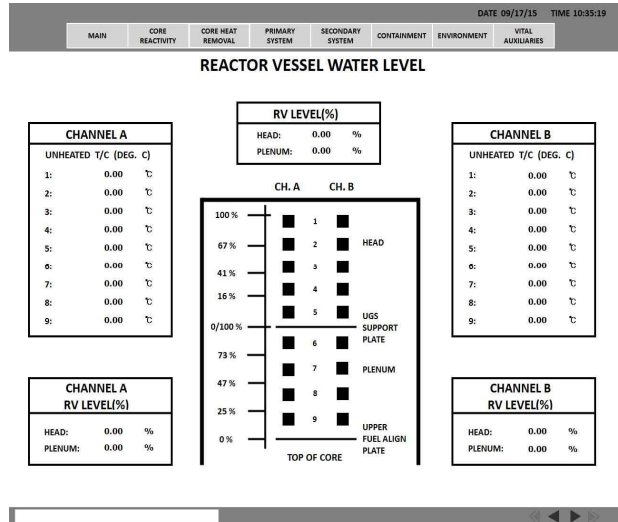 DATE 09/17/15 TIME 10:35:19
MAIN
CORE
REACTIVITY
CORE HEAT
REMOVAL
PRIMARY
SYSTEM
SECONDARY
SYSTEM
CONTAINMENT
ENVIRONMENT
VITAL
AUXILIARIES
REACTOR VESSEL WATER LEVEL
RV LEVEL(%)
HEAD: 0.00 %
PLENUM: 0.00 %
CHANNEL A
UNHEATED T/C (DEG. C)
1: 0.00 ℃
2: 0.00 ℃
3: 0.00 ℃
4: 0.00 ℃
5: 0.00 ℃
6: 0.00 ℃
7: 0.00 ℃
8: 0.00 ℃
9: 0.00 ℃
CHANNEL A
RV LEVEL(%)
HEAD: 0.00 %
PLENUM: 0.00 %
CH. A CH. B
100 % 1
67 % 2 HEAD
41 % 3
16 % 4
5 UGS
0/100 % SUPPORT
6 PLATE
73 %
7 PLENUM
47 %
8
25 % 9
UPPER
0 % FUEL ALIGN
PLATE
TOP OF CORE
CHANNEL B
UNHEATED T/C (DEG. C)
1: 0.00 ℃
2: 0.00 ℃
3: 0.00 ℃
4: 0.00 ℃
5: 0.00 ℃
6: 0.00 ℃
7: 0.00 ℃
8: 0.00 ℃
9: 0.00 ℃
CHANNEL B
RV LEVEL(%)
HEAD: 0.00 %
PLENUM: 0.00 %